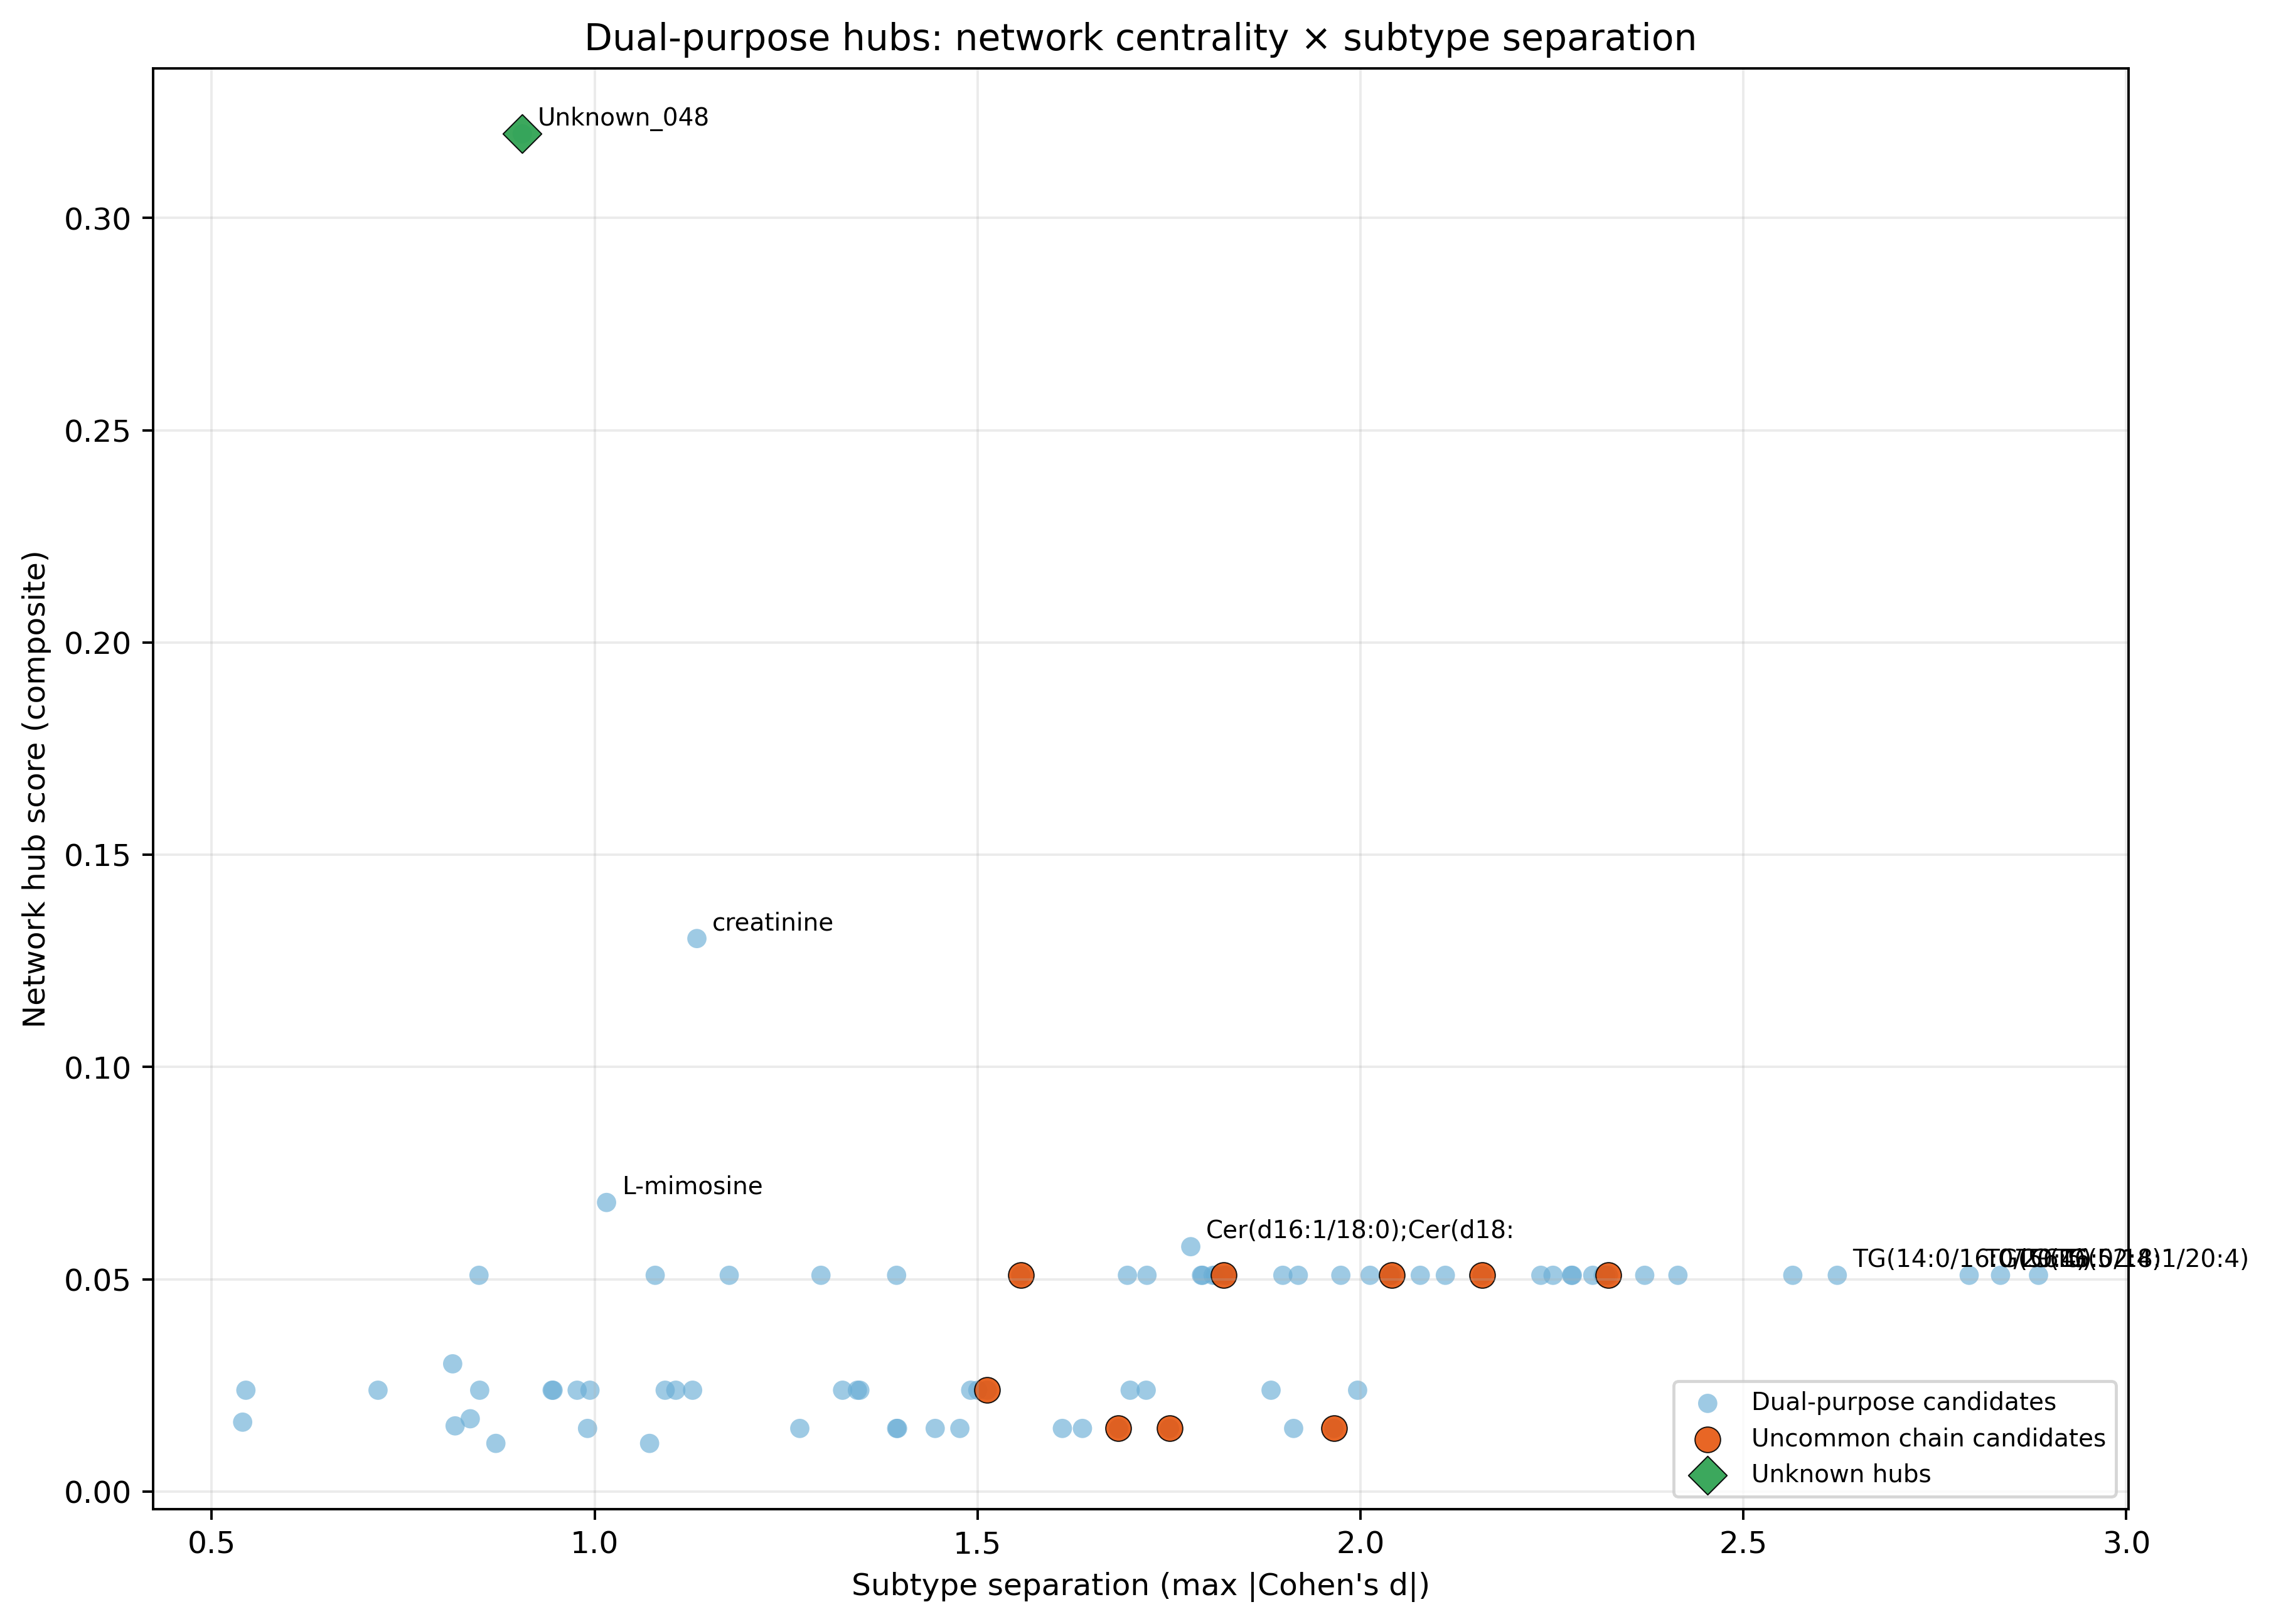 Dual-purpose hubs: network centrality × subtype separation
Unknown_048
creatinine
L-mimosine
Cer(d16:1/18:0);Cer(d18:
TG(14:0/16:0/
18:1/20:4)
Network hub score (composite)
0.30
0.25
0.20
0.15
0.10
0.05
0.00
0.5
1.0
1.5
2.0
2.5
3.0
Subtype separation (max |Cohen's d|)
Dual-purpose candidates
Uncommon chain candidates
Unknown hubs